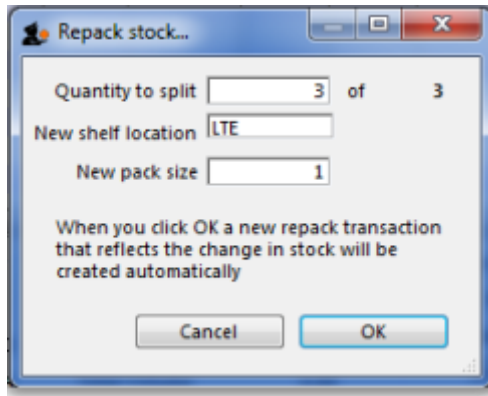 Repack stock...
Quantity to split 3 of 3
New shelf location LTE
New pack size 1
When you click OK a new repack transaction
that reflects the change in stock will be
created automatically
Cancel OK